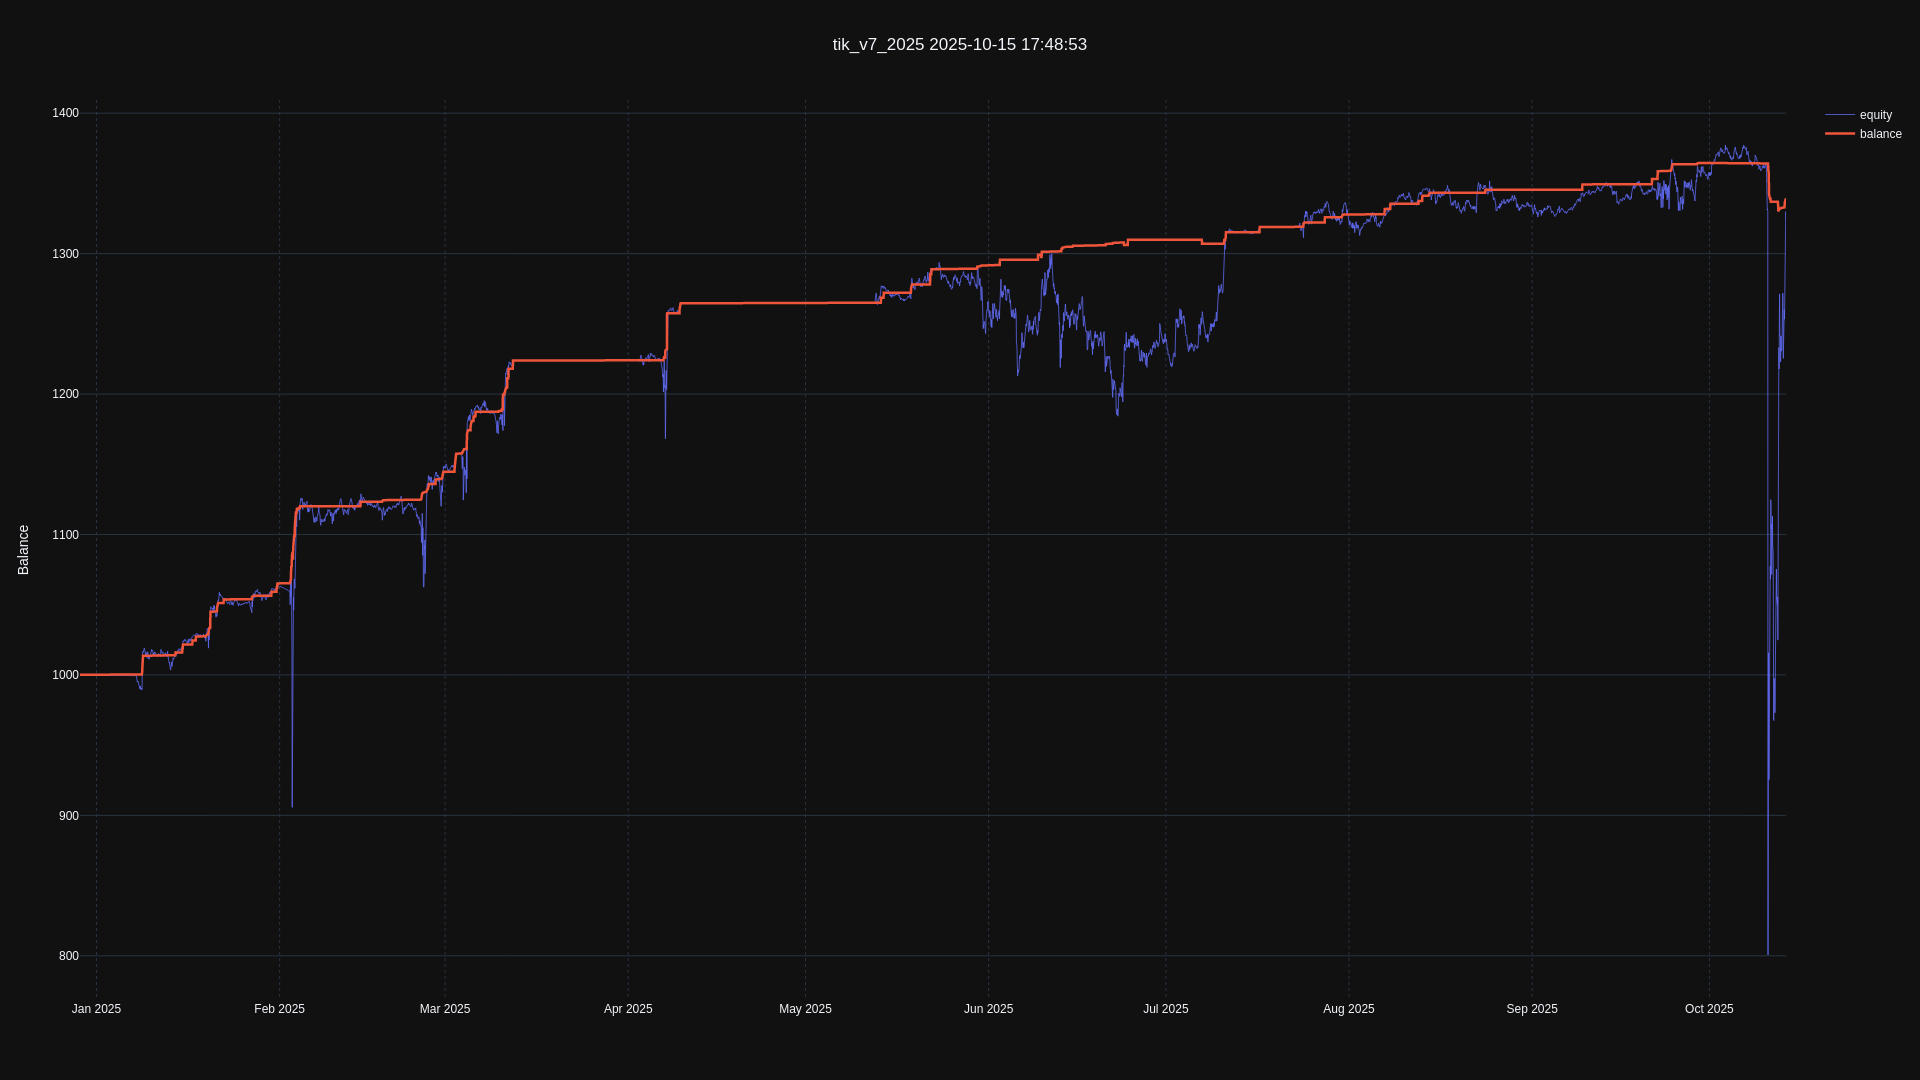 tik_v7_2025 2025-10-15 17:48:53
equity
balance
1400
1300
1200
1100
1000
900
800
Balance
Jan 2025
Feb 2025
Mar 2025
Apr 2025
May 2025
Jun 2025
Jul 2025
Aug 2025
Sep 2025
Oct 2025